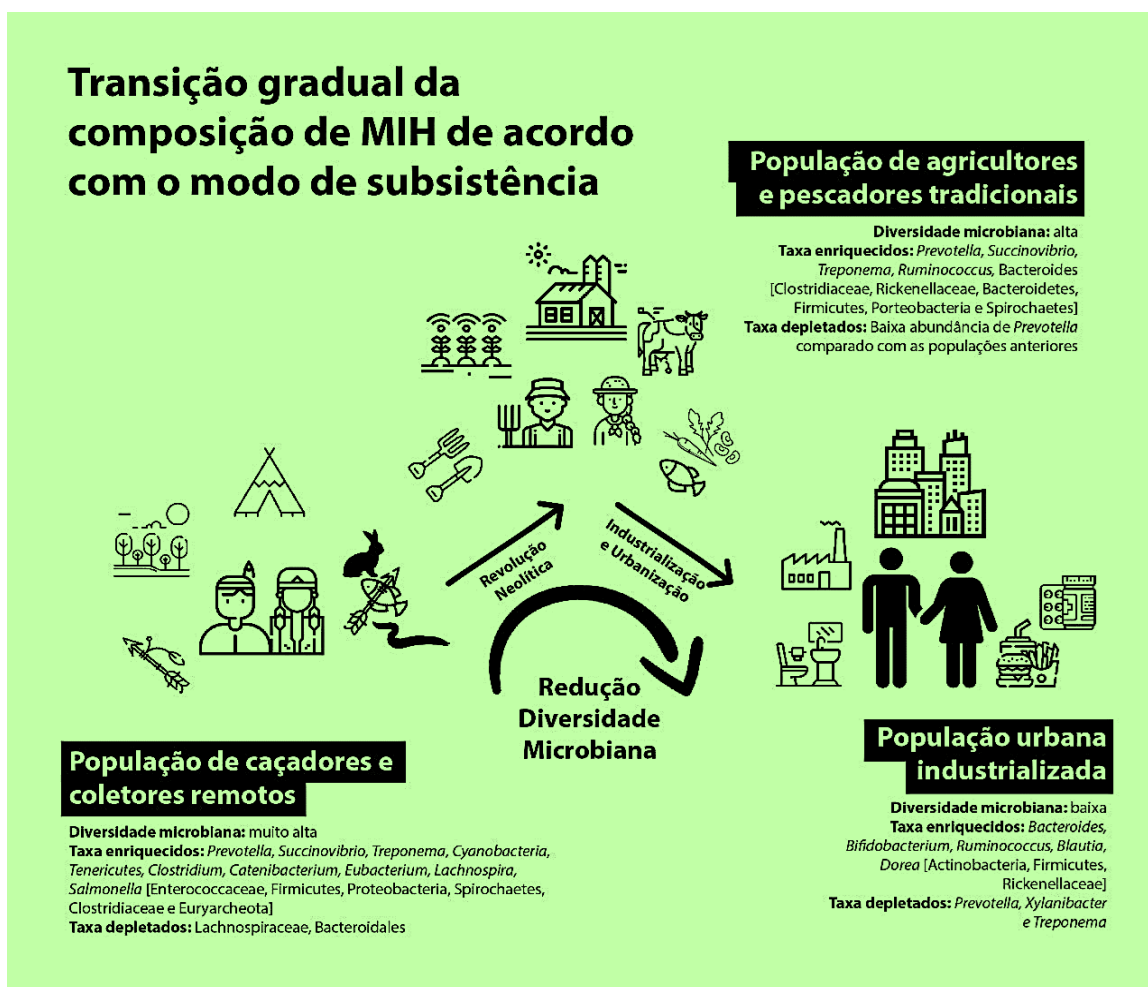 Transição gradual da
composição de MIH de acordo
com o modo de subsistência
População de agricultores
e pescadores tradicionais
Diversidade microbiana: alta
Taxa enriquecidos: Prevotella, Succinovibrio,
Treponema, Ruminococcus, Bacteroides
[Clostridiaceae, Rickenellaceae, Bacteroidetes,
Firmicutes, Porteobacteria e Spirochaetes]
Taxa depletados: Baixa abundância de Prevotella
comparado com as populações anteriores
Revolução
Neolítica
Industrialização
e Urbanização
Redução
Diversidade
Microbiana
População de caçadores e
coletores remotos
Diversidade microbiana: muito alta
Taxa enriquecidos: Prevotella, Succinovibrio, Treponema, Cyanobacteria,
Tenericutes, Clostridium, Catenibacterium, Eubacterium, Lachnospira,
Salmonella [Enterococcaceae, Firmicutes, Proteobacteria, Spirochaetes,
Clostridiaceae e Euryarcheota]
Taxa depletados: Lachnospiraceae, Bacteroidales
População urbana
industrializada
Diversidade microbiana: baixa
Taxa enriquecidos: Bacteroides,
Bifidobacterium, Ruminococcus, Blautia,
Dorea [Actinobacteria, Firmicutes,
Rickenellaceae]
Taxa depletados: Prevotella, Xylanibacter
e Treponema